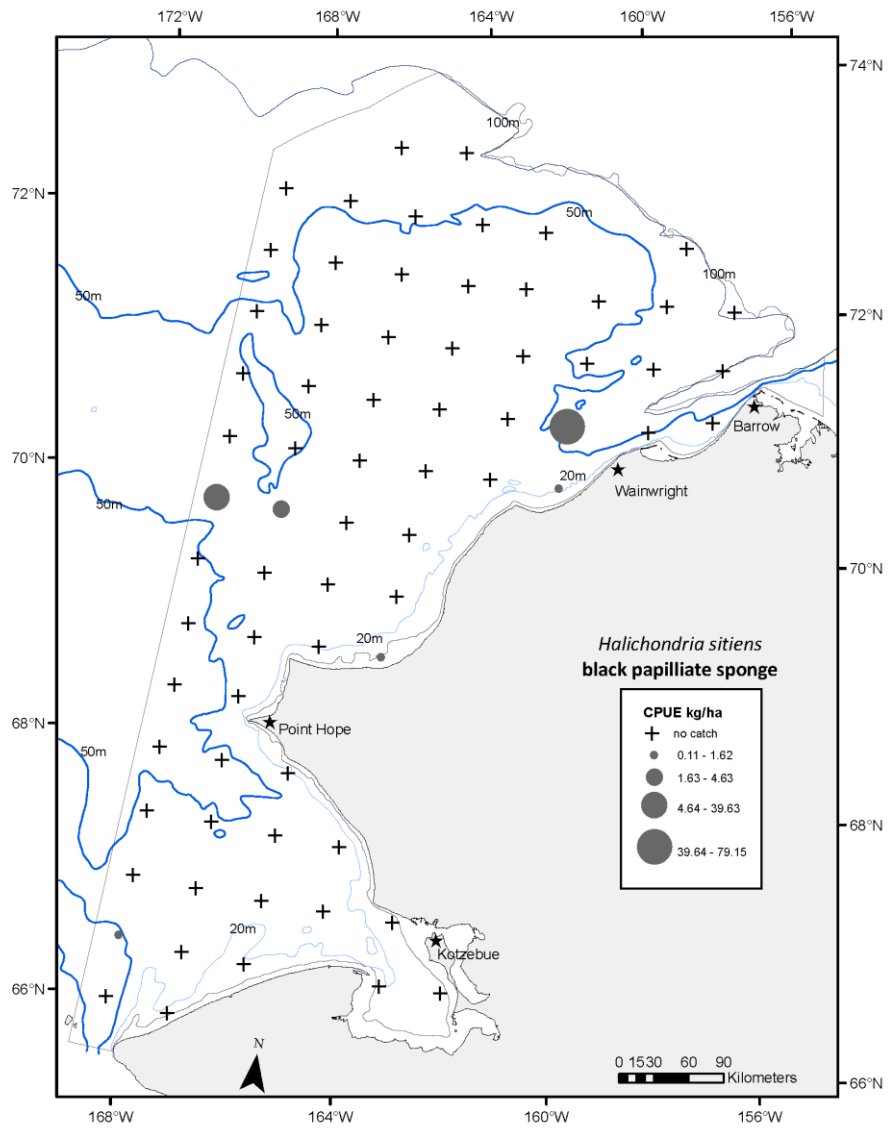 172°W 168°W 164°W 160°W 156°W
74°N
100m
72°N
50m
100m
50m
72°N
50m
Barrow
70°N
20m
Wainwright
50m
70°N
20m
Halichondria sitiens
black papilliate sponge
CPUE kg/ha
no catch
0.11 - 1.62
1.63 - 4.63
4.64 - 39.63
39.64 - 79.15
68°N
Point Hope
50m
68°N
20m
Kotzebue
66°N
N
0 15 30 60 90
Kilometers
66°N
168°W 164°W 160°W 156°W